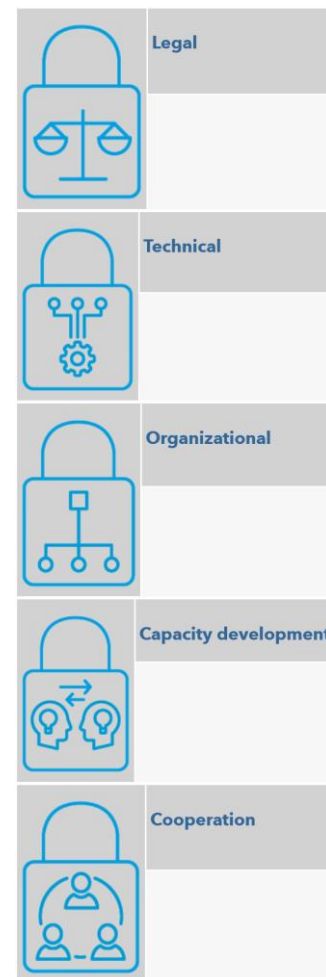 Legal
Technical
Organizational
Capacity development
Cooperation